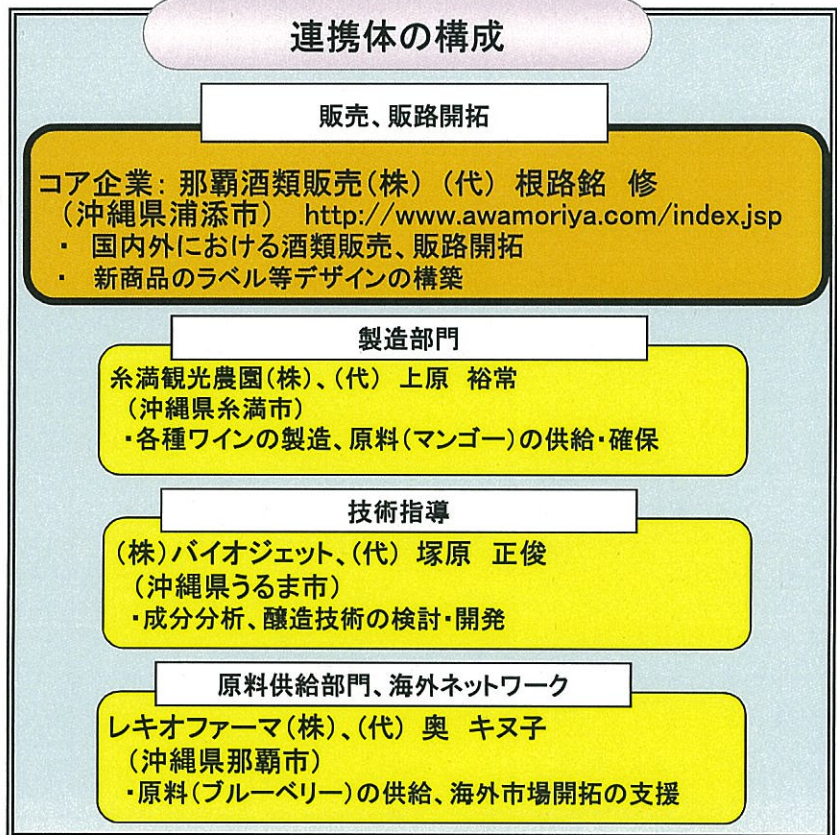 連携体の構成
販売、販路開拓
コア企業: 那覇酒類販売(株) (代) 根路銘 修
(沖縄県浦添市) http://www.awamoriya.com/index.jsp
・ 国内外における酒類販売、販路開拓
・ 新商品のラベル等デザインの構築
製造部門
糸満観光農園(株)、(代) 上原 裕常
(沖縄県糸満市)
・各種ワインの製造、原料(マンゴー)の供給・確保
技術指導
(株)バイオジェット、(代) 塚原 正俊
(沖縄県うるま市)
・成分分析、醸造技術の検討・開発
原料供給部門、海外ネットワーク
レキオファーマ(株)、(代) 奥 キヌ子
(沖縄県那覇市)
・原料(ブルーベリー)の供給、海外市場開拓の支援